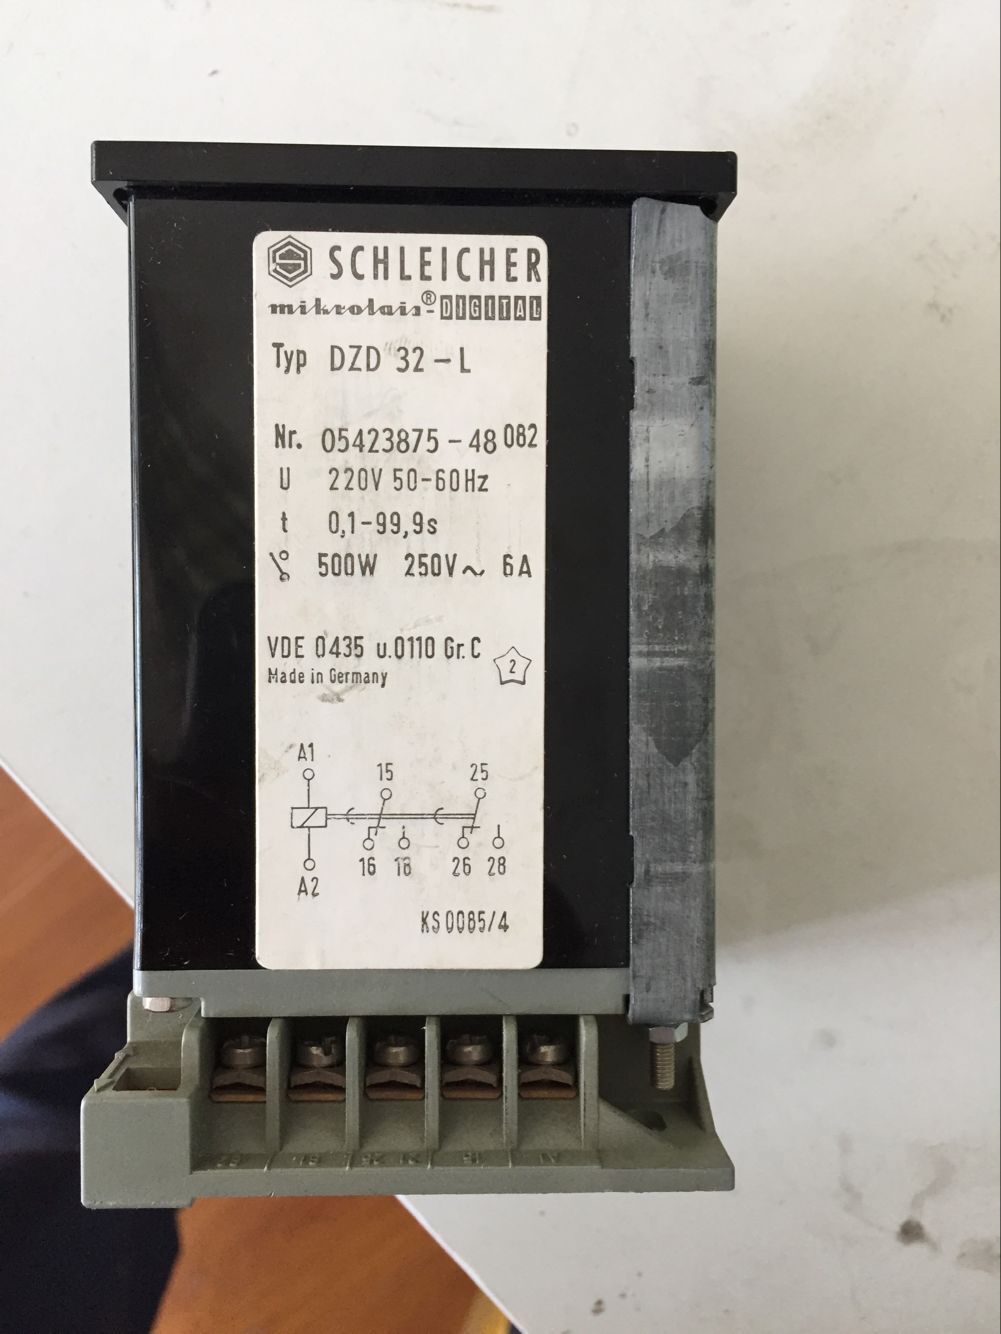 SCHLEICHER
mikrolais®-DIGITAL
Typ DZD 32-L
Nr. 05423875-48 082
U 220V 50-60Hz
t 0,1-99,9s
500W 250V~ 6A
VDE 0435 u.0110 Gr.C
2
Made in Germany
A1
15 25
16 18 26 28
A2
KS 0085/4